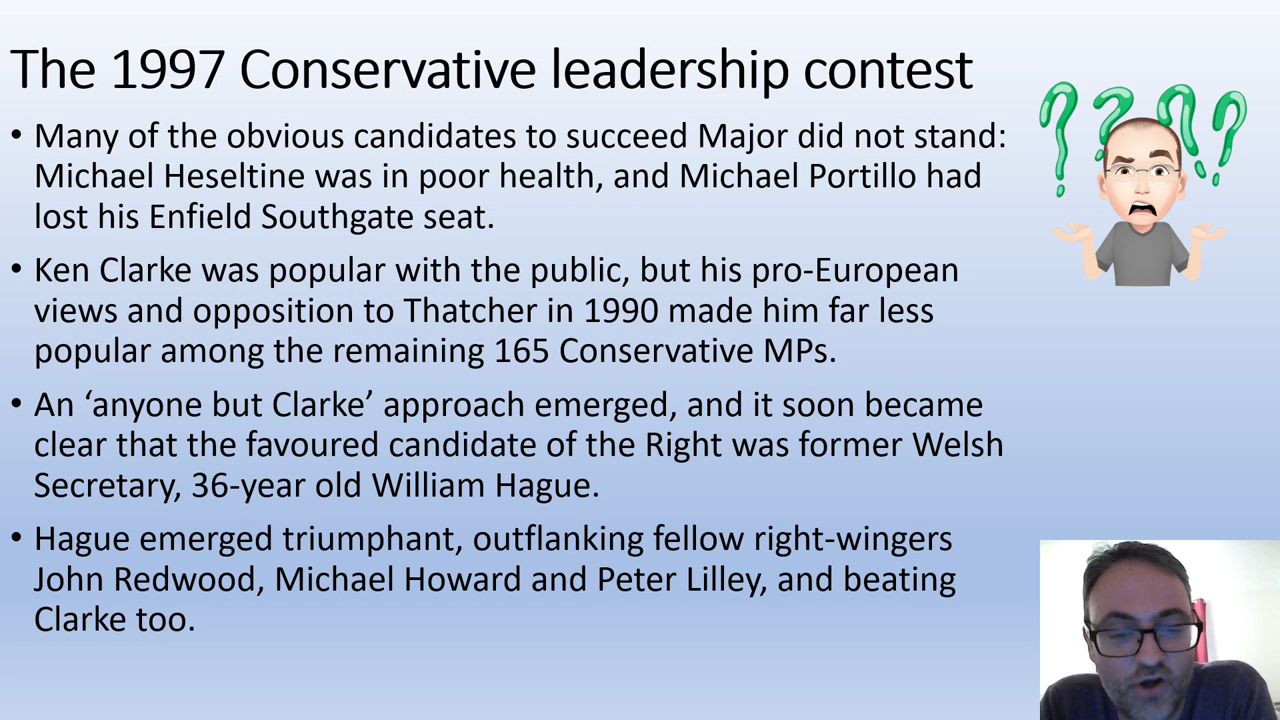 The 1997 Conservative leadership contest
• Many of the obvious candidates to succeed Major did not stand:
Michael Heseltine was in poor health, and Michael Portillo had
lost his Enfield Southgate seat.
• Ken Clarke was popular with the public, but his pro-European
views and opposition to Thatcher in 1990 made him far less
popular among the remaining 165 Conservative MPs.
• An ‘anyone but Clarke’ approach emerged, and it soon became
clear that the favoured candidate of the Right was former Welsh
Secretary, 36-year old William Hague.
• Hague emerged triumphant, outflanking fellow right-wingers
John Redwood, Michael Howard and Peter Lilley, and beating
Clarke too.
????